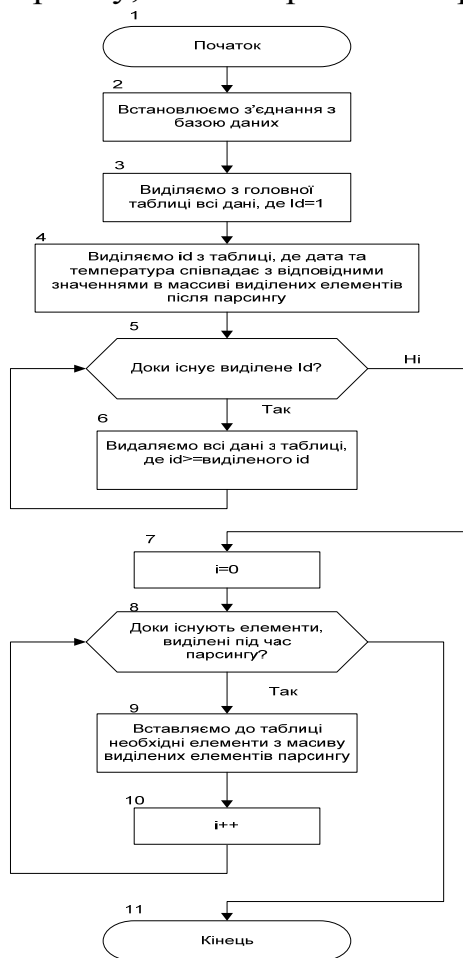 1
Початок
2
Встановлюємо з'єднання з
базою даних
3
Виділяємо з головної
таблиці всі дані, де Id=1
4
Виділяємо id з таблиці, де дата та
температура співпадає з відповідними
значеннями в массиві виділених елементів
після парсингу
5
Доки існує виділене Id?
Ні
Так
6
Видаляємо всі дані з таблиці,
де id>=виділеного id
7
i=0
8
Доки існують елементи,
виділені під час
парсингу?
Так
9
Вставляємо до таблиці
необхідні елементи з масиву
виділених елементів парсингу
10
i++
11
Кінець